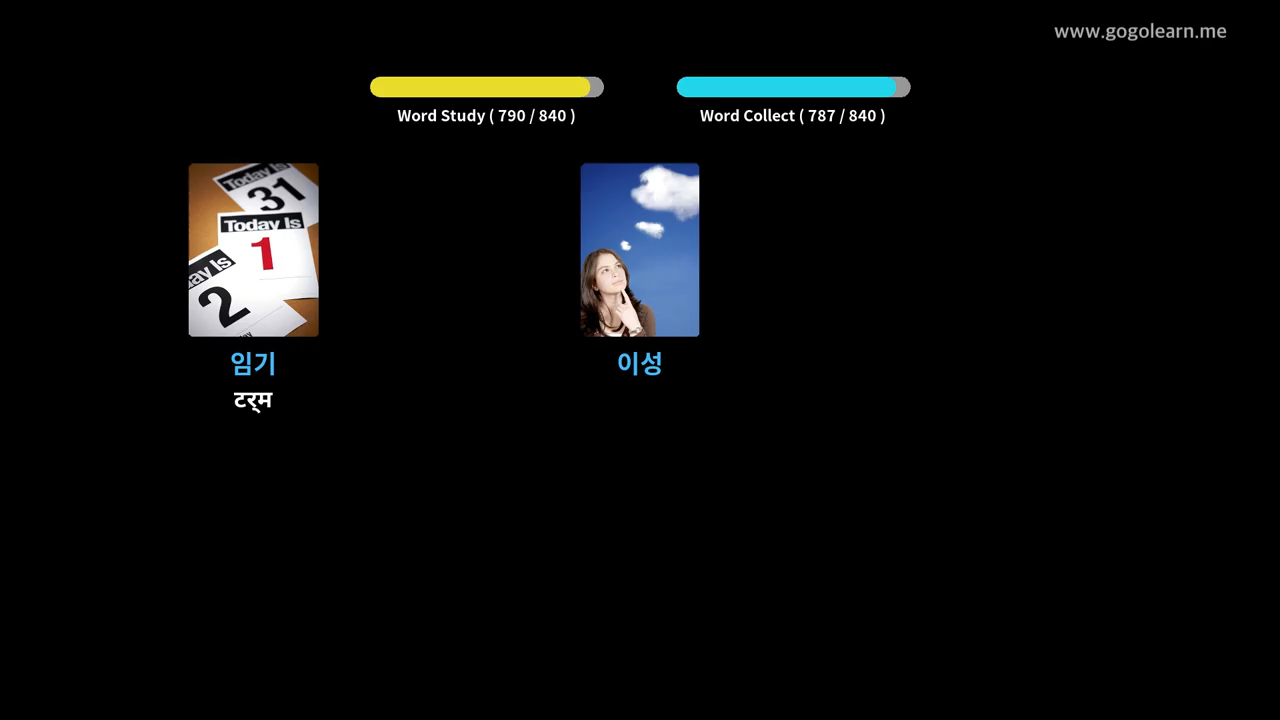 www.gogolearn.me
Word Study ( 790 / 840 )
Word Collect ( 787 / 840 )
Today Is
31
Today Is
1
ay Is
2
임기
टर्म
이성